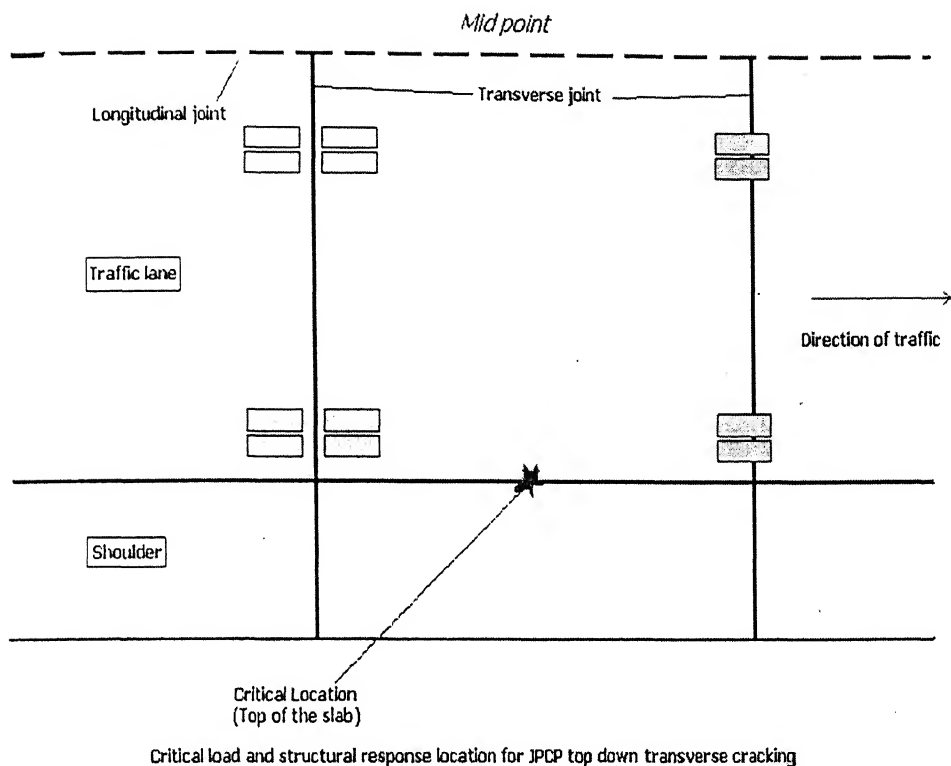 Mid point
Longitudinal joint
Transverse joint
Traffic lane
Direction of traffic
Shoulder
Critical Location
(Top of the slab)
Critical load and structural response location for JPCP top down transverse cracking